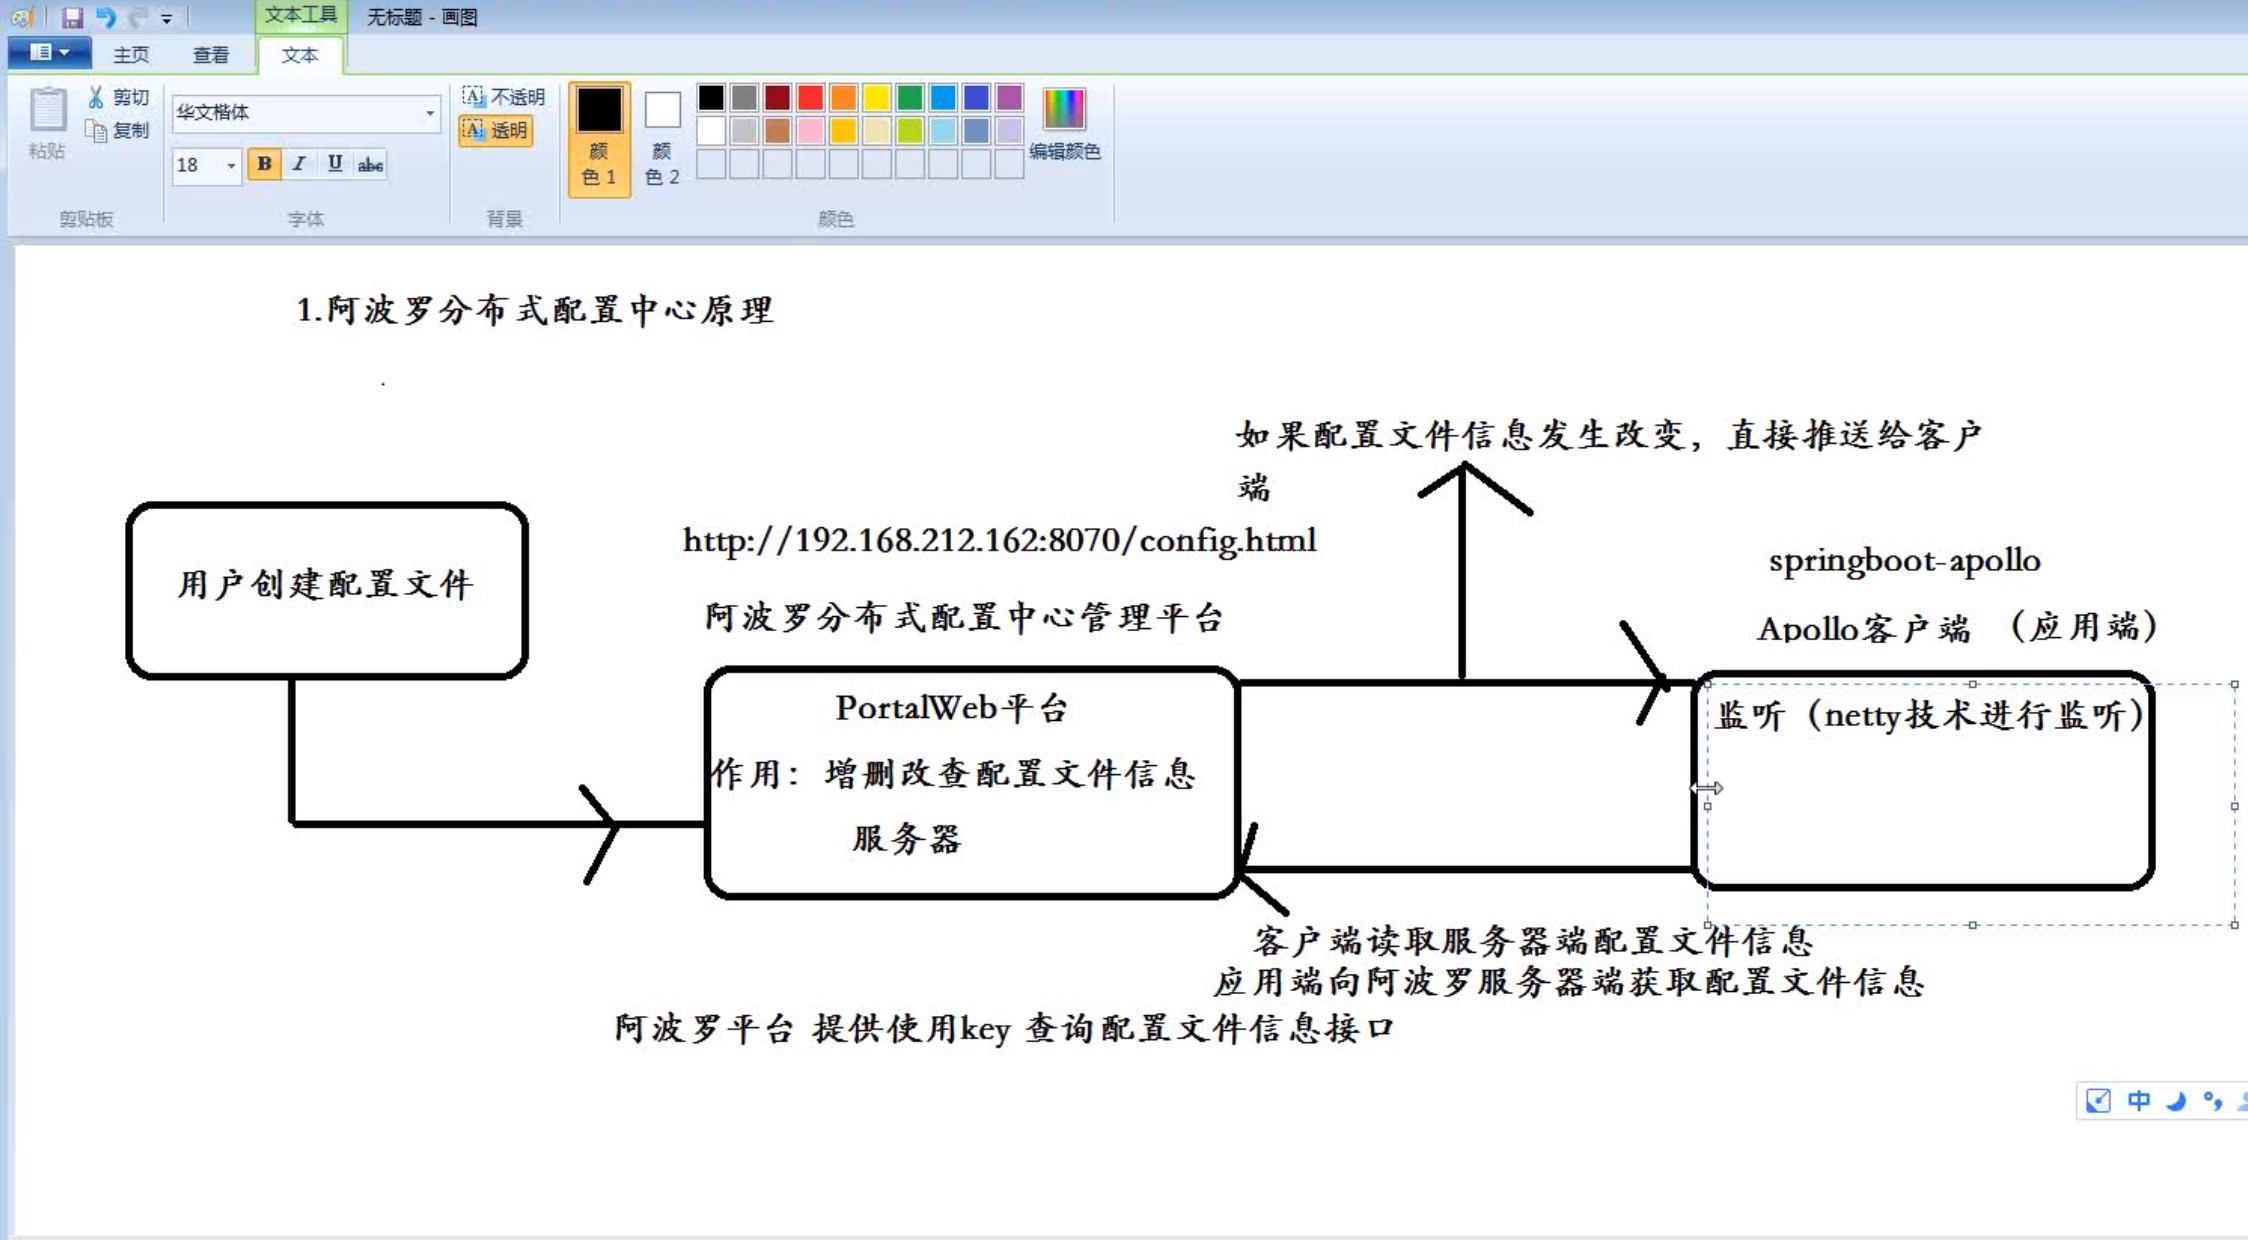 文本工具 无标题 - 画图
主页 查看 文本
粘贴
剪切
复制
剪贴板
华文楷体
18 B I U abc
字体
不透明
透明
背景
颜色 1
颜色 2
编辑颜色
颜色
1.阿波罗分布式配置中心原理
如果配置文件信息发生改变，直接推送给客户
端
http://192.168.212.162:8070/config.html
springboot-apollo
用户创建配置文件
阿波罗分布式配置中心管理平台
Apollo客户端 （应用端）
PortalWeb平台
监听（netty技术进行监听）
作用：增删改查配置文件信息
服务器
客户端读取服务器端配置文件信息
应用端向阿波罗服务器端获取配置文件信息
阿波罗平台 提供使用key 查询配置文件信息接口
中